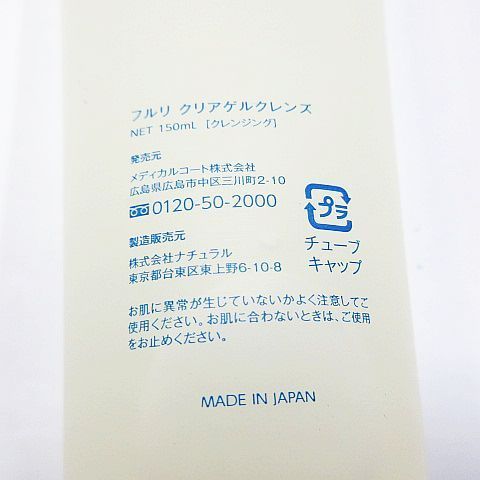 フルリ クリアゲルクレンズ
NET 150mL [クレンジング]
発売元
メディカルコート株式会社
広島県広島市中区三川町2-10
0120-50-2000
製造販売元
株式会社ナチュラル
東京都台東区東上野6-10-8
プラ
チューブ
キャップ
お肌に異常が生じていないかよく注意してご
使用ください。お肌に合わないときは、ご使用
をお止めください。
MADE IN JAPAN